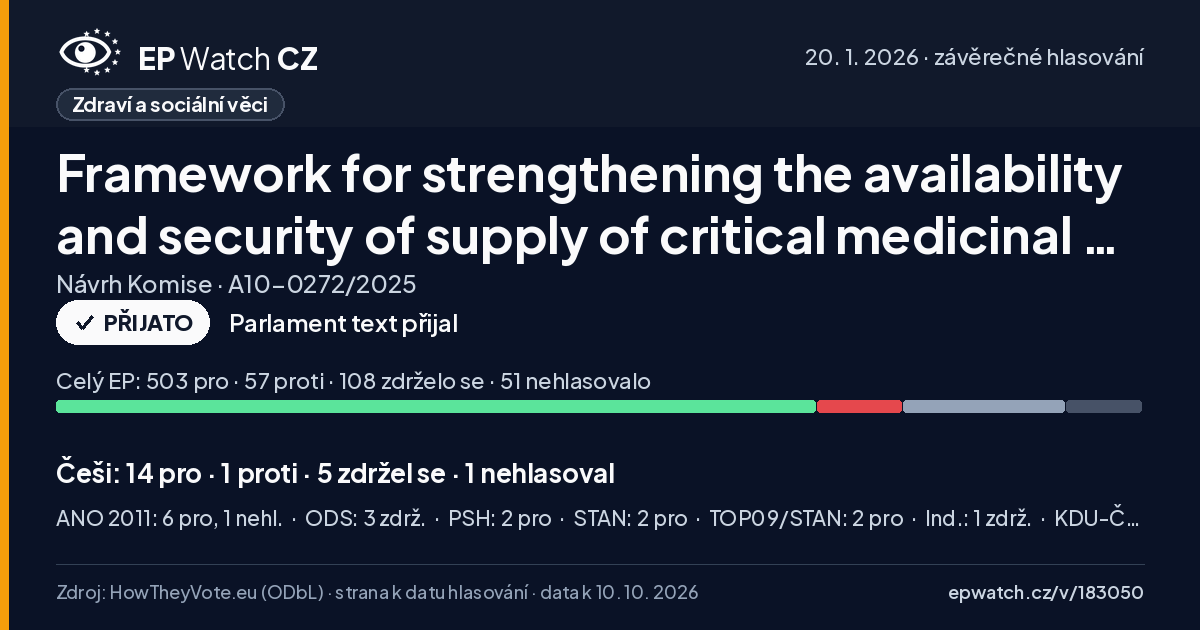 EP Watch CZ
20. 1. 2026 · závěrečné hlasování
Zdraví a sociální věci
Framework for strengthening the availability
and security of supply of critical medicinal ...
Návrh Komise · A10–0272/2025
✓ PŘIJATO Parlament text přijal
Celý EP: 503 pro · 57 proti · 108 zdrželo se · 51 nehlasovalo
Češi: 14 pro · 1 proti · 5 zdržel se · 1 nehlasoval
ANO 2011: 6 pro, 1 nehl. · ODS: 3 zdrž. · PSH: 2 pro · STAN: 2 pro · TOP09/STAN: 2 pro · Ind.: 1 zdrž. · KDU-Č...
Zdroj: HowTheyVote.eu (ODbL) · strana k datu hlasování · data k 10. 10. 2026
epwatch.cz/v/183050